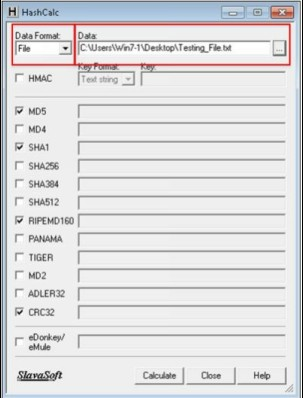 HashCalc
Data Format: Data:
File C:\Users\Win7-1\Desktop\Testing_File.txt ...
Key Format: Key:
HMAC Text string
MD5
MD4
SHA1
SHA256
SHA384
SHA512
RIPEMD160
PANAMA
TIGER
MD2
ADLER32
CRC32
eDonkey/
eMule
SlavaSoft Calculate Close Help